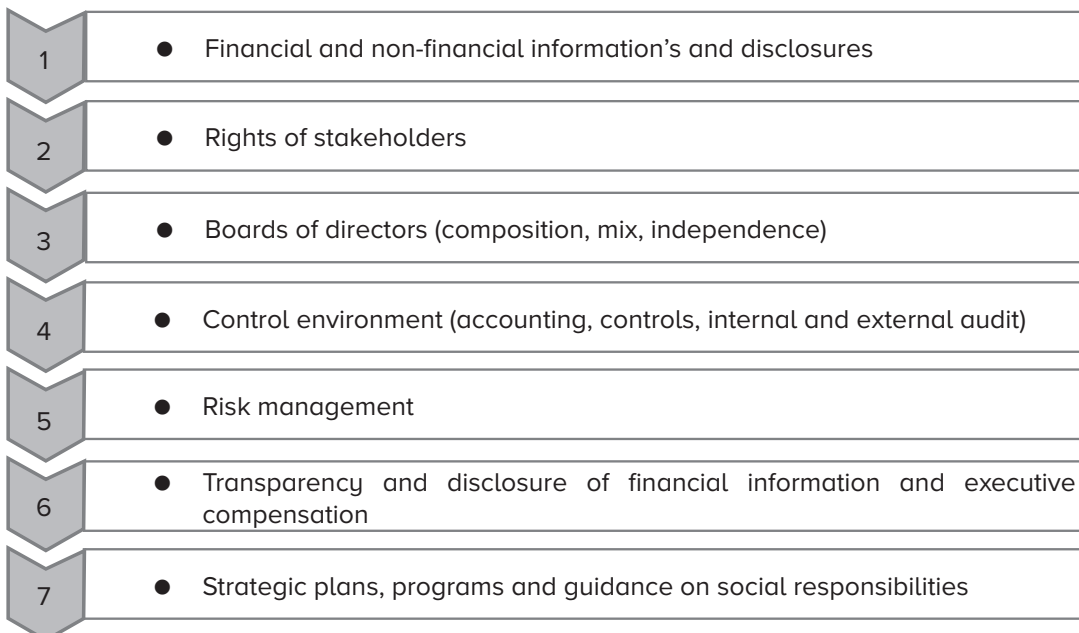 1
● Financial and non-financial information's and disclosures
2
● Rights of stakeholders
3
● Boards of directors (composition, mix, independence)
4
● Control environment (accounting, controls, internal and external audit)
5
● Risk management
6
● Transparency and disclosure of financial information and executive
compensation
7
● Strategic plans, programs and guidance on social responsibilities